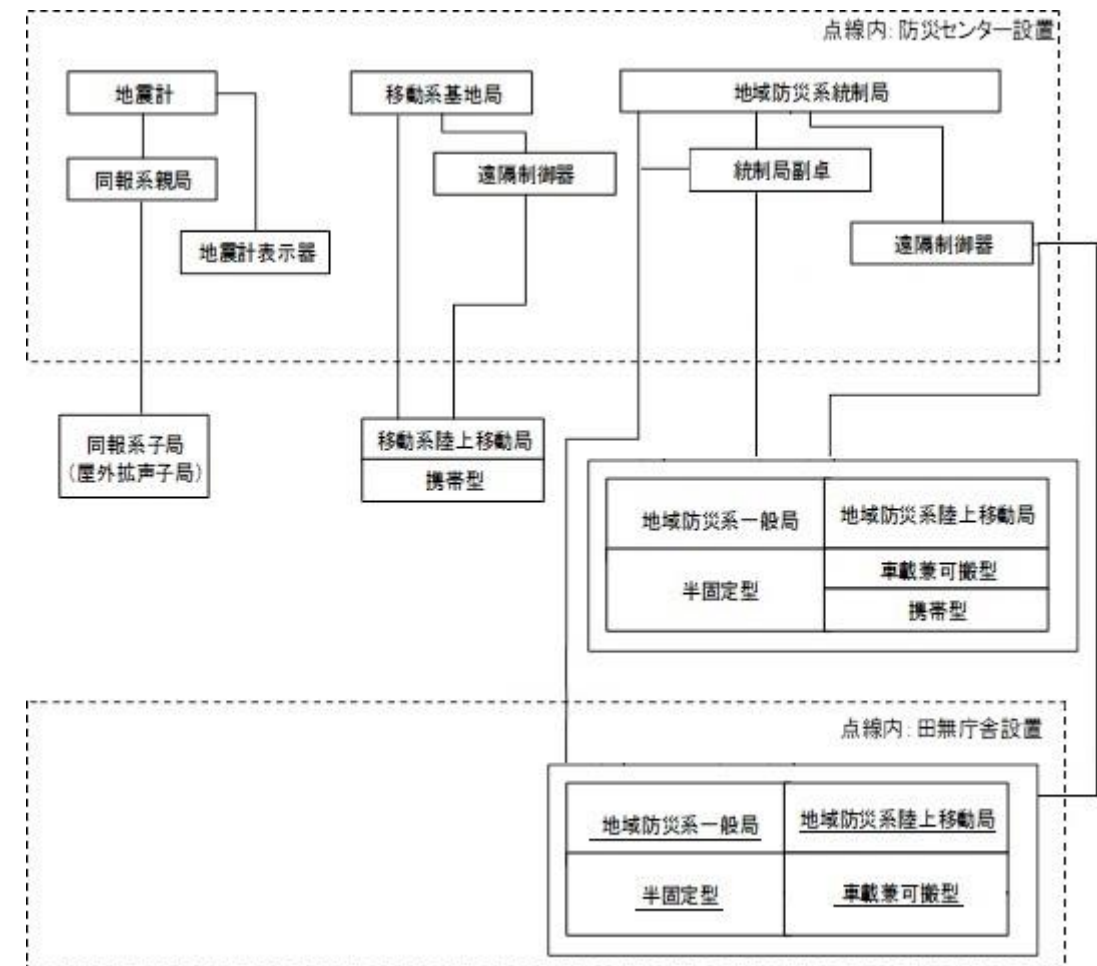 点線内:防災センター設置
地震計
移動系基地局
地域防災系統制局
同報系親局
遠隔制御器
統制局副卓
地震計表示器
遠隔制御器
同報系子局
(屋外拡声子局)
移動系陸上移動局
携帯型
地域防災系一般局
地域防災系陸上移動局
半固定型
車載兼可搬型
携帯型
点線内:田無庁舎設置
地域防災系一般局
地域防災系陸上移動局
半固定型
車載兼可搬型